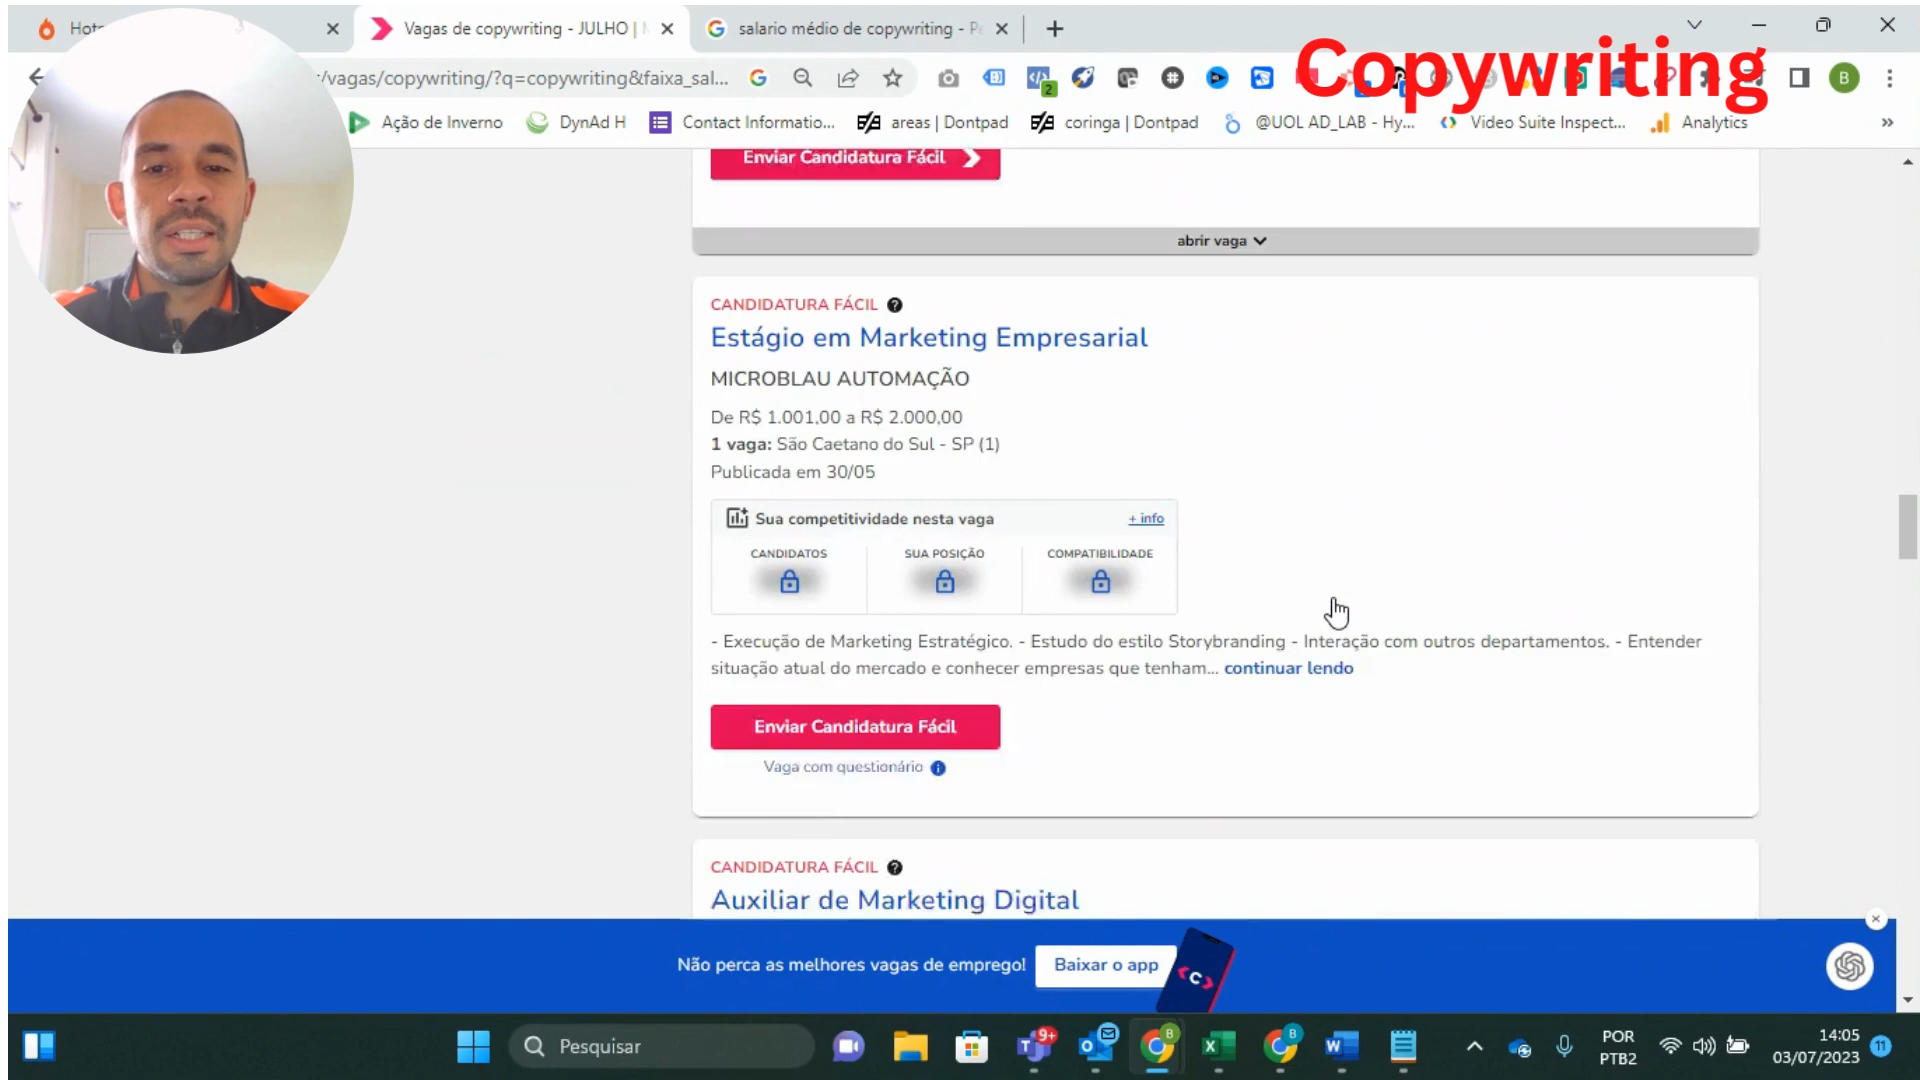 Vagas de copywriting - JULHO |
salario médio de copywriting - Pe
Copywriting
/vagas/copywriting/?q=copywriting&faixa_sal...
2
B
Ação de Inverno
DynAd H
Contact Informatio...
areas | Dontpad
coringa | Dontpad
@UOL AD_LAB - Hy...
Video Suite Inspect...
Analytics
»
Enviar Candidatura Fácil
abrir vaga
CANDIDATURA FÁCIL
Estágio em Marketing Empresarial
MICROBLAU AUTOMAÇÃO
De R$ 1.001,00 a R$ 2.000,00
1 vaga: São Caetano do Sul - SP (1)
Publicada em 30/05
Sua competitividade nesta vaga
+ info
CANDIDATOS
SUA POSIÇÃO
COMPATIBILIDADE
- Execução de Marketing Estratégico. - Estudo do estilo Storybranding - Interação com outros departamentos. - Entender
situação atual do mercado e conhecer empresas que tenham... continuar lendo
Enviar Candidatura Fácil
Vaga com questionário
CANDIDATURA FÁCIL
Auxiliar de Marketing Digital
Não perca as melhores vagas de emprego!
Baixar o app
Pesquisar
9+
POR
PTB2
14:05
03/07/2023
11